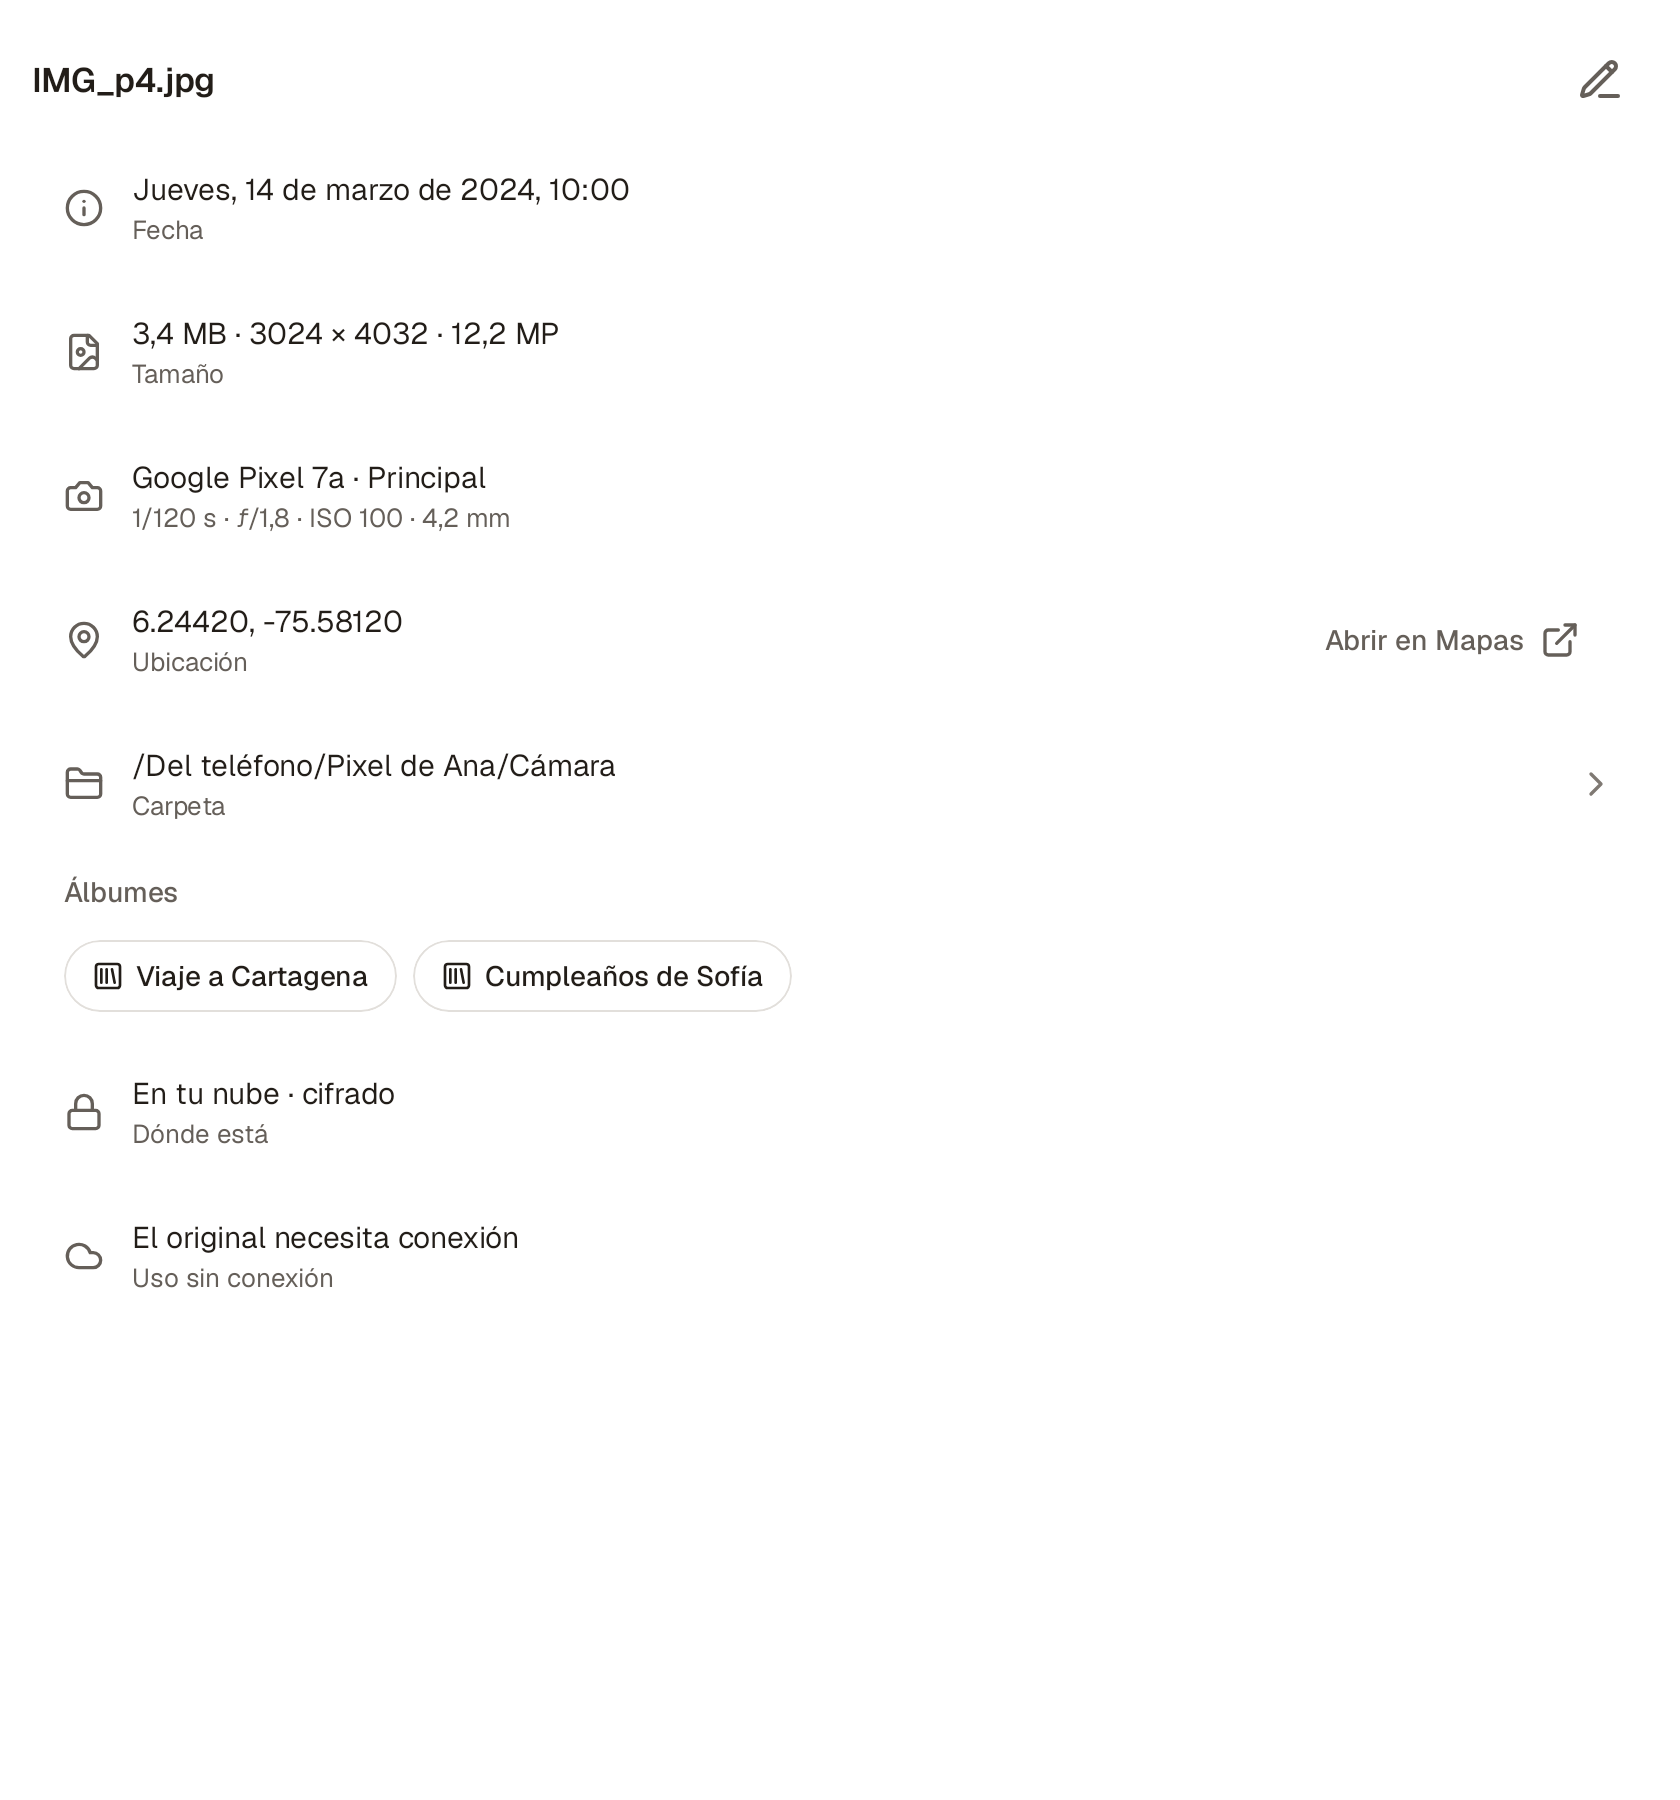 IMG_p4.jpg
Jueves, 14 de marzo de 2024, 10:00
Fecha
3,4 MB · 3024 × 4032 · 12,2 MP
Tamaño
Google Pixel 7a · Principal
1/120 s · ƒ/1,8 · ISO 100 · 4,2 mm
6.24420, -75.58120
Ubicación
Abrir en Mapas
/Del teléfono/Pixel de Ana/Cámara
Carpeta
Álbumes
Viaje a Cartagena
Cumpleaños de Sofía
En tu nube · cifrado
Dónde está
El original necesita conexión
Uso sin conexión